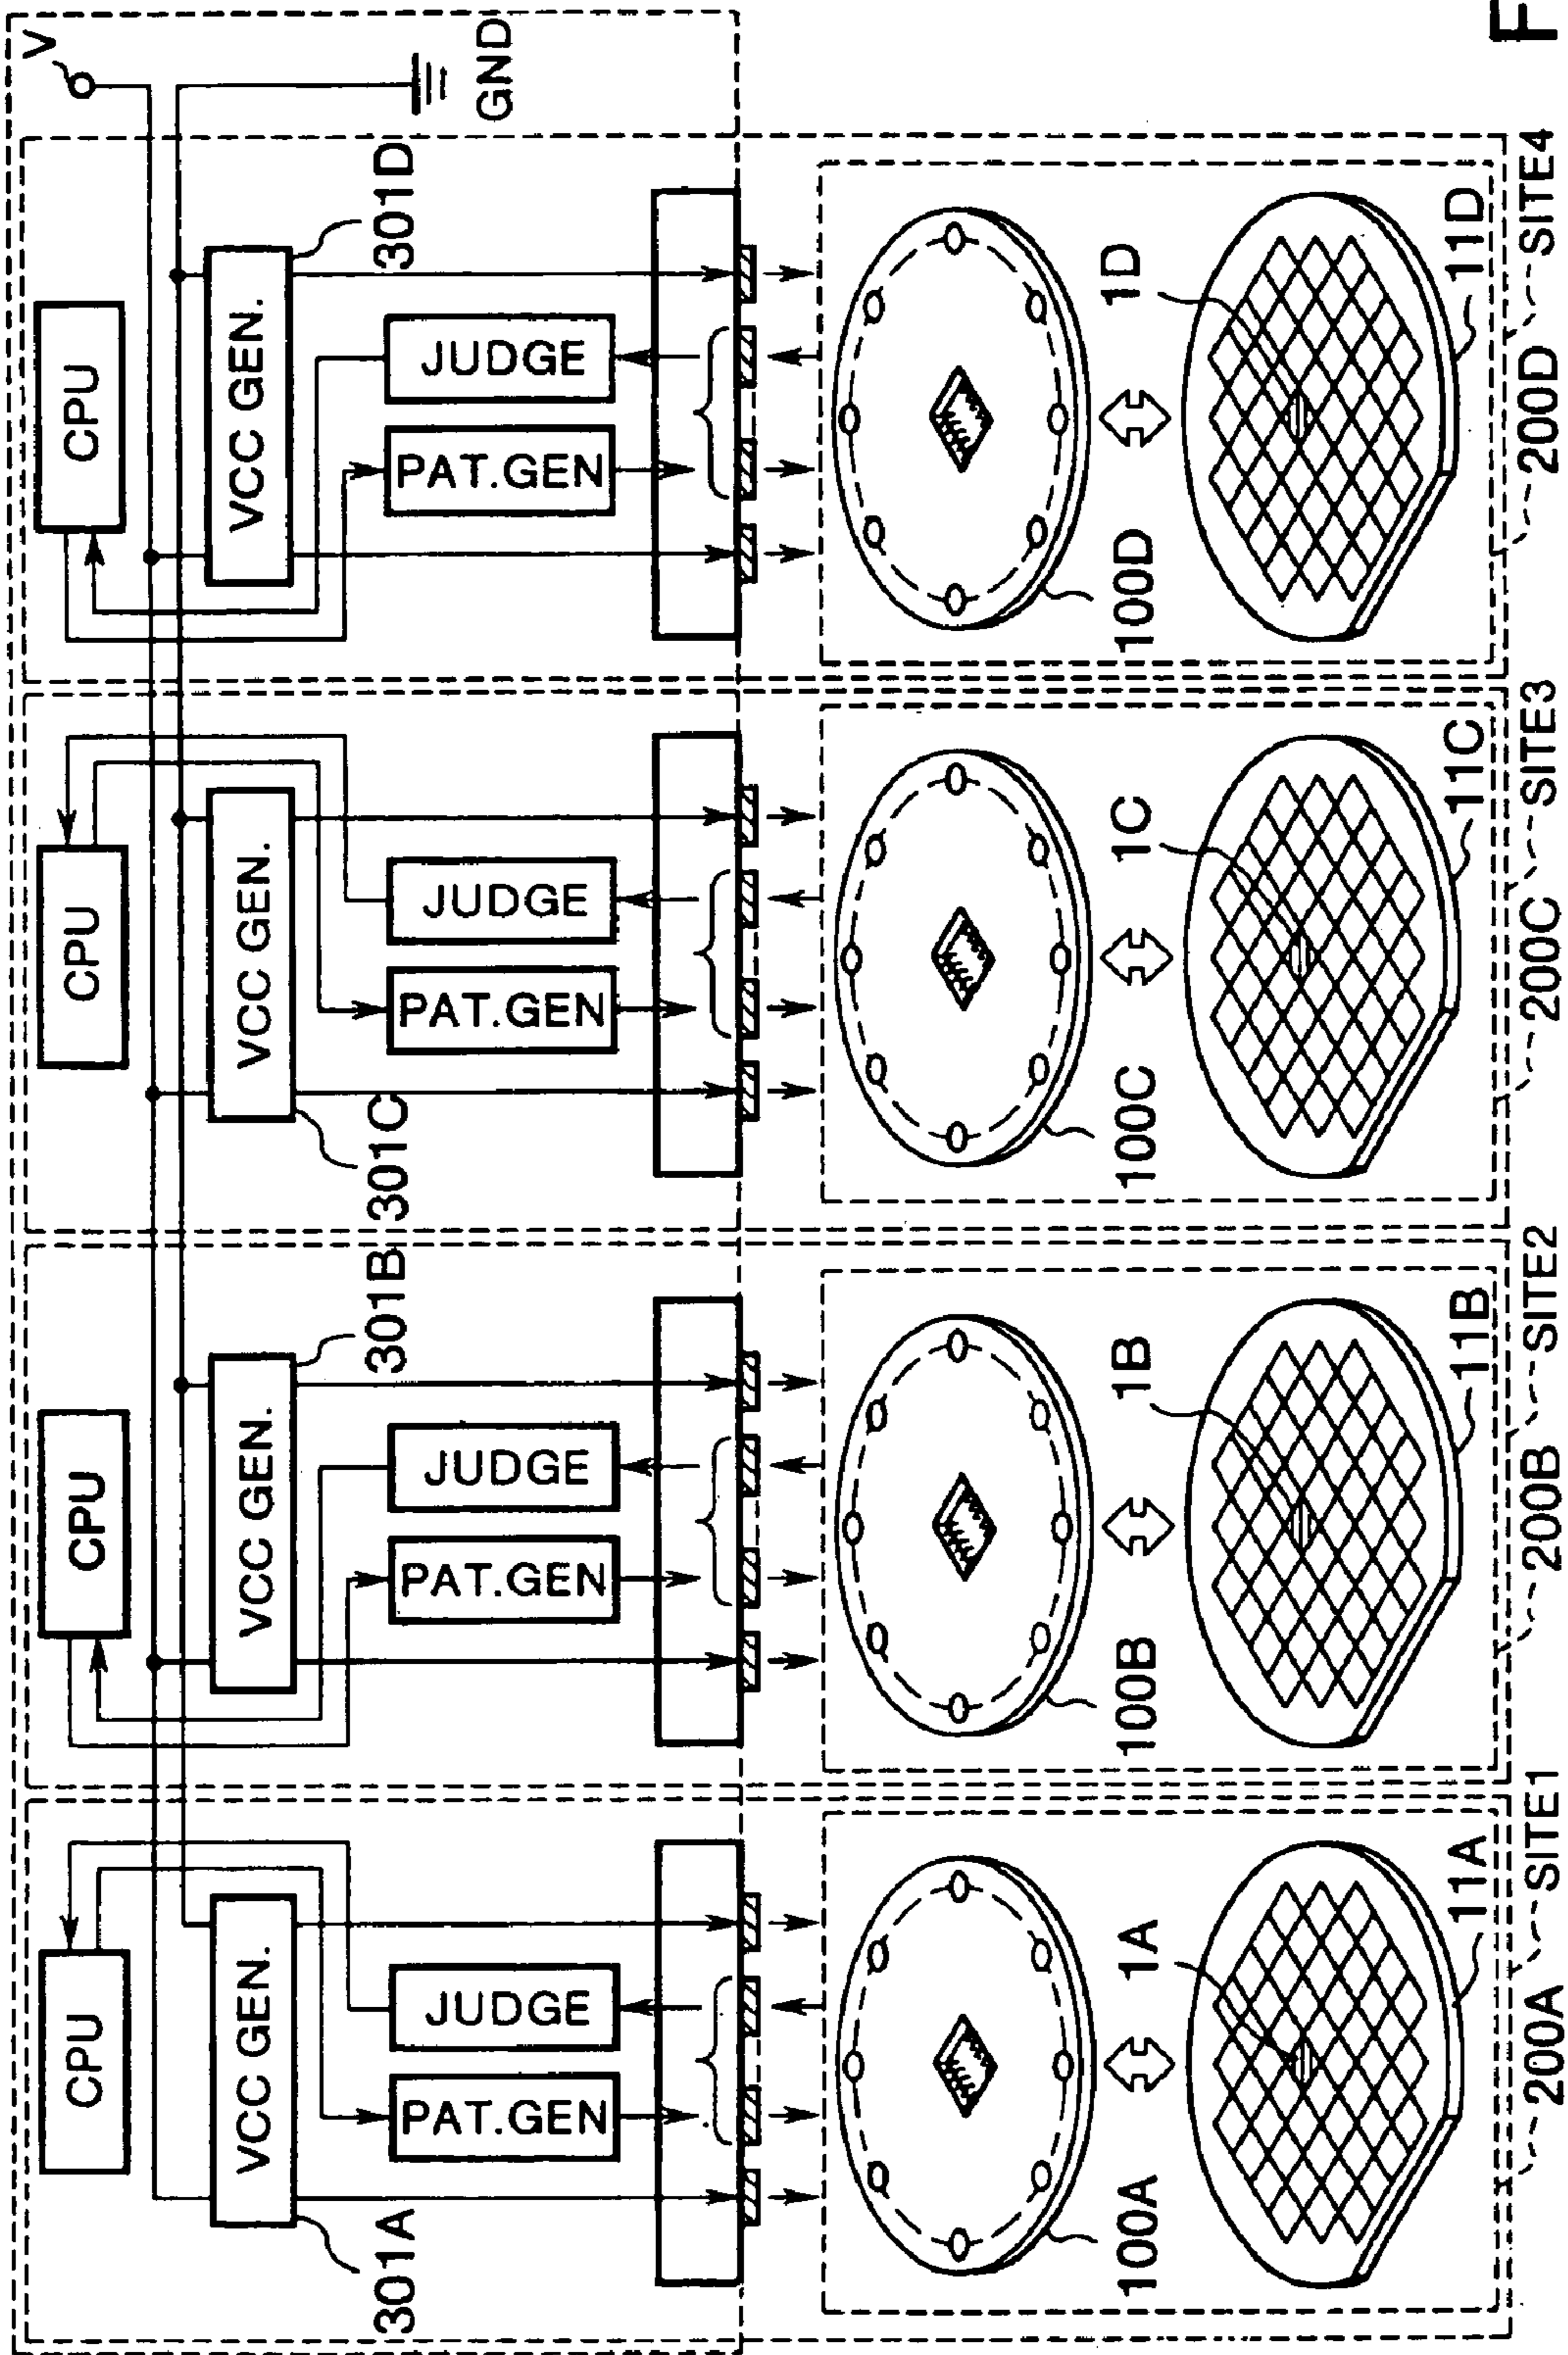 V
GND
CPU
CPU
CPU
CPU
VCC GEN.
VCC GEN.
VCC GEN.
VCC GEN.
301A
301B
301C
301D
PAT.GEN
JUDGE
PAT.GEN
JUDGE
PAT.GEN
JUDGE
PAT.GEN
JUDGE
100A
1A
100B
1B
100C
1C
100D
1D
11A
11B
11C
11D
200A
SITE1
200B
SITE2
200C
SITE3
200D
SITE4
F